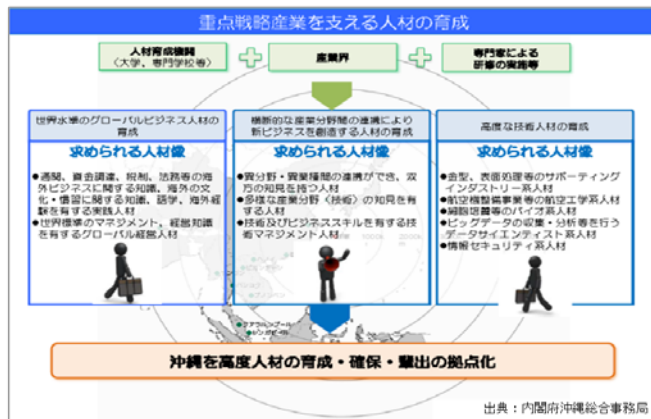 重点戦略産業を支える人材の育成
人材育成機関
（大学、専門学校等）
産業界
専門家による
研修の実施等
世界水準のグローバルビジネス人材の
育成
横断的な産業分野間の連携により
新ビジネスを創造する人材の育成
高度な技術人材の育成
求められる人材像
●通関、資金調達、税制、法務等の海
外ビジネスに関する知識、海外の文
化・慣習に関する知識、語学、海外経
験を有する実践人材
●世界標準のマネジメント、経営知識
を有するグローバル経営人材
求められる人材像
●異分野・異業種間の連携ができ、双
方の知見を持つ人材
●多様な産業分野（技術）の知見を有
する人材
●技術及びビジネススキルを有する技
術マネジメント人材
求められる人材像
●金型、表面処理等のサポーティング
インダストリー系人材
●航空機整備事業等の航空工学系人材
●細胞培養等のバイオ系人材
●ビッグデータの収集・分析等を行う
データサイエンティスト系人材
●情報セキュリティ系人材
クアラルンプール
シンガポール
沖縄を高度人材の育成・確保・輩出の拠点化
出典：内閣府沖縄総合事務局